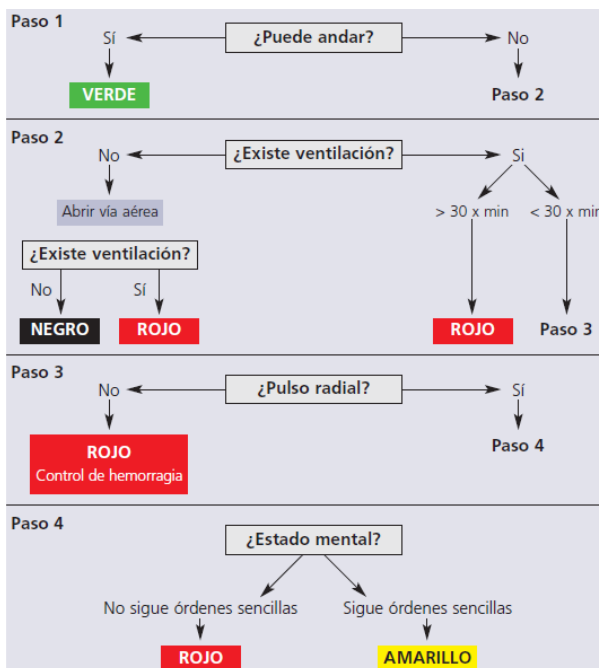 Paso 1
Sí
¿Puede andar?
No
VERDE
Paso 2
Paso 2
No
¿Existe ventilación?
Si
Abrir vía aérea
> 30 x min
< 30 x min
¿Existe ventilación?
No
Sí
NEGRO
ROJO
ROJO
Paso 3
Paso 3
No
¿Pulso radial?
Sí
ROJO
Control de hemorragia
Paso 4
Paso 4
¿Estado mental?
No sigue órdenes sencillas
Sigue órdenes sencillas
ROJO
AMARILLO